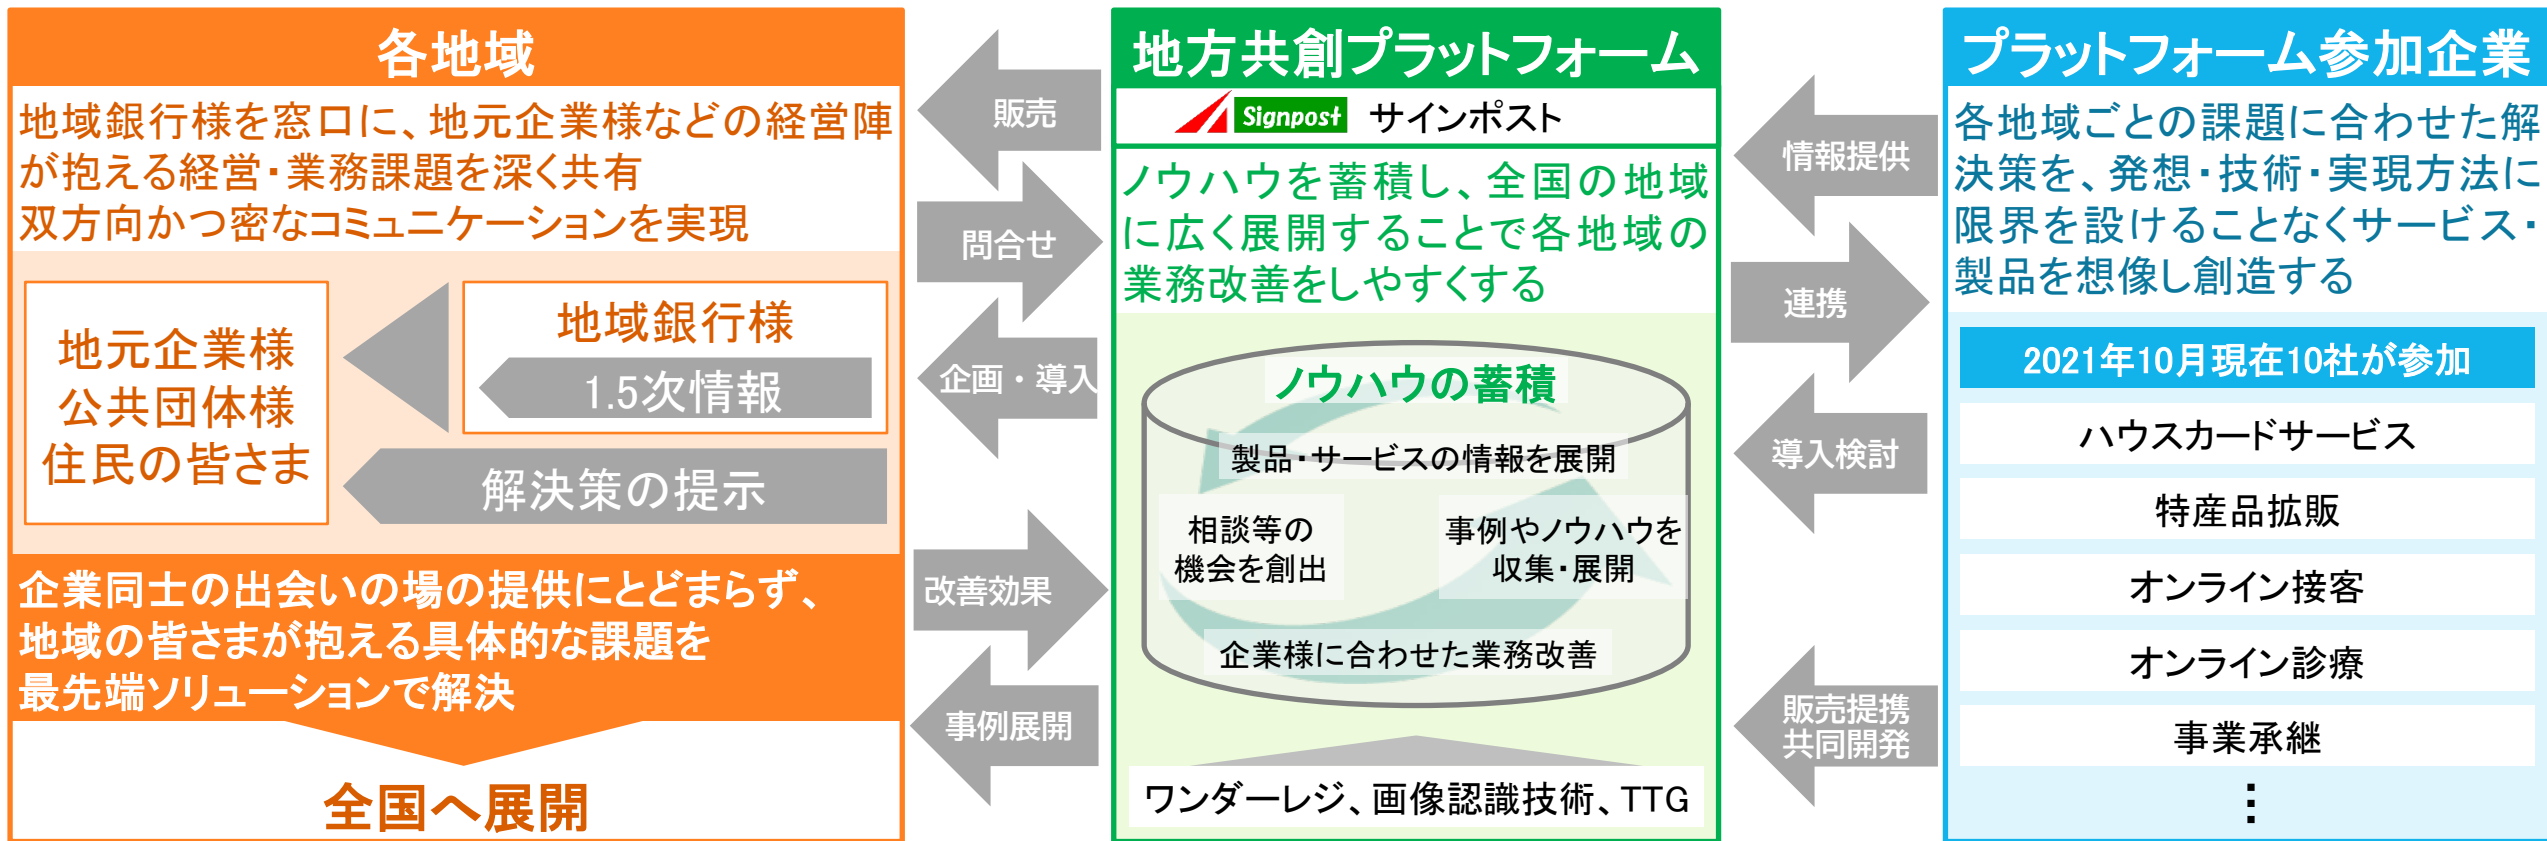 各地域
地域銀行様を窓口に、地元企業様などの経営陣
が抱える経営・業務課題を深く共有
双方向かつ密なコミュニケーションを実現
地元企業様
公共団体様
住民の皆さま
地域銀行様
1.5次情報
解決策の提示
企業同士の出会いの場の提供にとどまらず、
地域の皆さまが抱える具体的な課題を
最先端ソリューションで解決
全国へ展開
販売
問合せ
企画・導入
改善効果
事例展開
地方共創プラットフォーム
Signpost サインポスト
ノウハウを蓄積し、全国の地域
に広く展開することで各地域の
業務改善をしやすくする
ノウハウの蓄積
製品・サービスの情報を展開
相談等の
機会を創出
事例やノウハウを
収集・展開
企業様に合わせた業務改善
ワンダーレジ、画像認識技術、TTG
情報提供
連携
導入検討
販売提携
共同開発
プラットフォーム参加企業
各地域ごとの課題に合わせた解
決策を、発想・技術・実現方法に
限界を設けることなくサービス・
製品を想像し創造する
2021年10月現在10社が参加
ハウスカードサービス
特産品拡販
オンライン接客
オンライン診療
事業承継
⋮